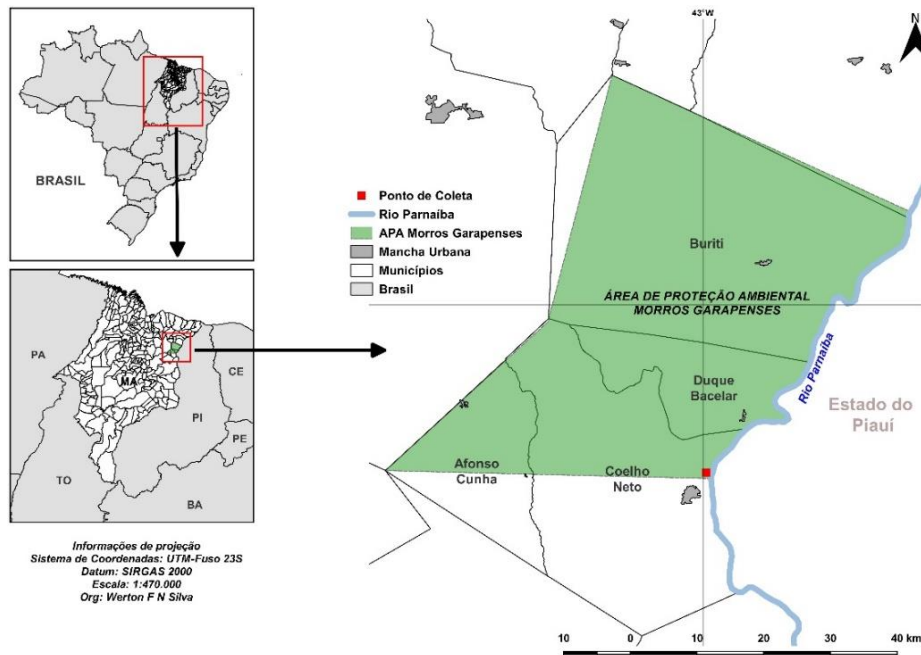 BRASIL
PA
MA
CE
PI
PE
TO
BA
Informações de projeção
Sistema de Coordenadas: UTM-Fuso 23S
Datum: SIRGAS 2000
Escala: 1:470.000
Org: Werton F N Silva
Ponto de Coleta
Rio Parnaíba
APA Morros Garapenses
Mancha Urbana
Municípios
Brasil
43°W
N
Buriti
ÁREA DE PROTEÇÃO AMBIENTAL
MORROS GARAPENSES
Duque
Bacelar
Rio Parnaíba
Estado do
Piauí
Afonso
Cunha
Coelho
Neto
10 0 10 20 30 40 km